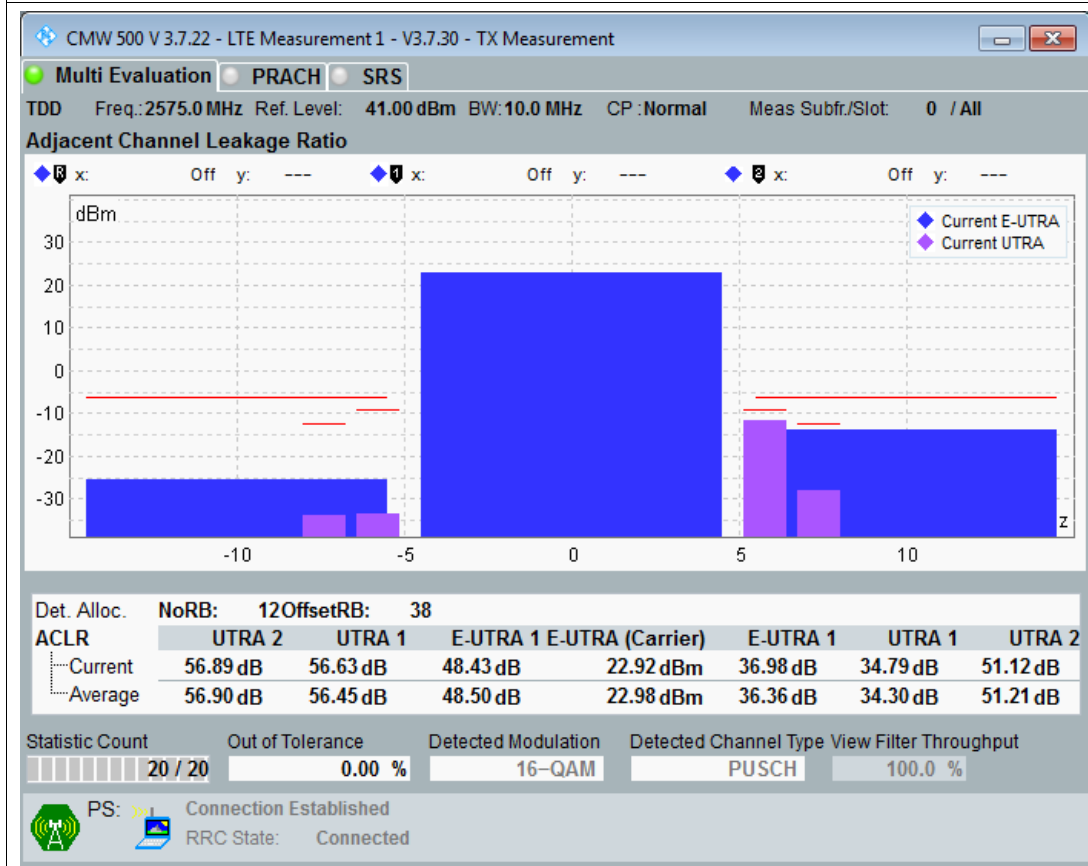 CMW 500 V 3.7.22 - LTE Measurement 1 - V3.7.30 - TX Measurement
Multi Evaluation PRACH SRS
TDD Freq.: 2575.0 MHz Ref. Level: 41.00 dBm BW: 10.0 MHz CP : Normal Meas Subfr./Slot: 0 / All
Adjacent Channel Leakage Ratio
R x: Off y: --- 1 x: Off y: --- 2 x: Off y: ---
dBm
Current E-UTRA
Current UTRA
30
20
10
0
-10
-20
-30
z
-10 -5 0 5 10
Det. Alloc. NoRB: 12 OffsetRB: 38
ACLR UTRA 2 UTRA 1 E-UTRA 1 E-UTRA (Carrier) E-UTRA 1 UTRA 1 UTRA 2
Current 56.89 dB 56.63 dB 48.43 dB 22.92 dBm 36.98 dB 34.79 dB 51.12 dB
Average 56.90 dB 56.45 dB 48.50 dB 22.98 dBm 36.36 dB 34.30 dB 51.21 dB
Statistic Count Out of Tolerance Detected Modulation Detected Channel Type View Filter Throughput
20 / 20 0.00 % 16-QAM PUSCH 100.0 %
PS: Connection Established
RRC State: Connected